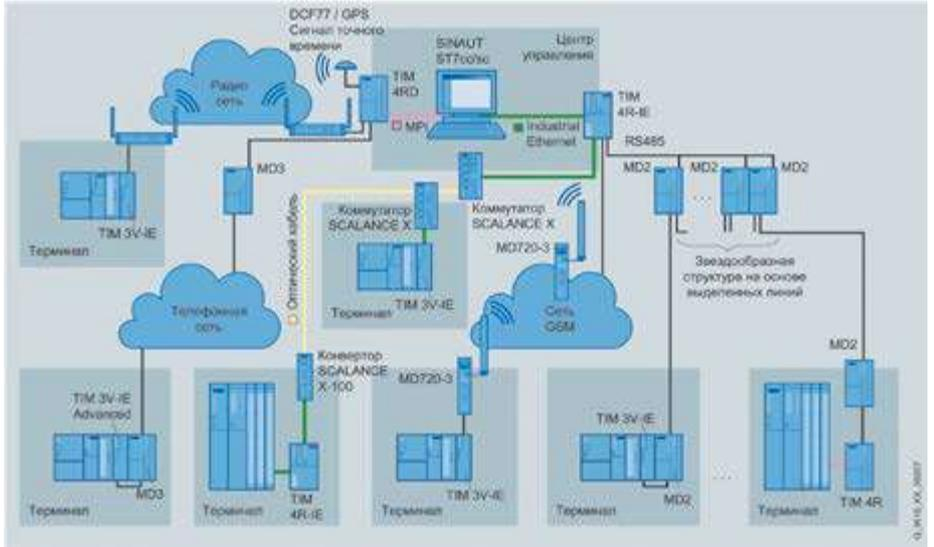 DCF77 / GPS
Сигнал точного
времени
SINAUT
ST7cc/sc
Центр
управления
Радио
сеть
TIM
4RD
TIM
4R-IE
MPI
Industrial
Ethernet
RS485
MD3
MD2
MD2
MD2
...
TIM 3V-IE
Терминал
Оптический кабель
Коммутатор
SCALANCE X
Коммутатор
SCALANCE X
MD720-3
Звездообразная
структура на основе
выделенных линий
TIM 3V-IE
Терминал
Телефонная
сеть
Сеть
GSM
Конвертор
SCALANCE
X-100
MD720-3
MD2
TIM 3V-IE
Advanced
TIM 3V-IE
MD3
Терминал
TIM
4R-IE
Терминал
TIM 3V-IE
Терминал
MD2
Терминал
...
TIM 4R
Терминал